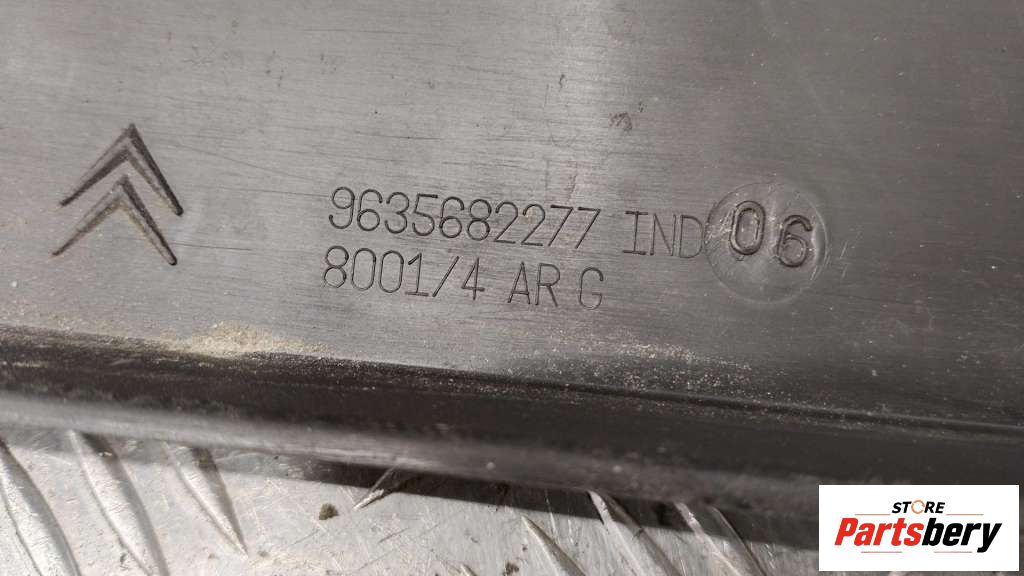 9635682277 IND 06
8001/4 AR G
STORE
Partsbery